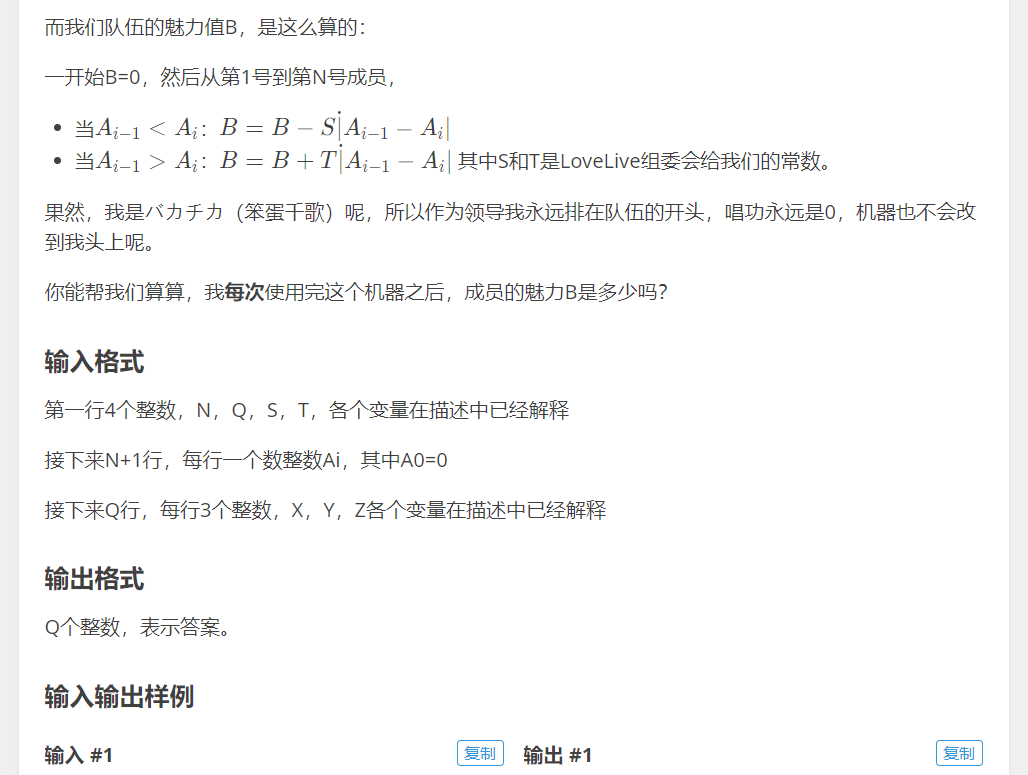 而我们队伍的魅力值B，是这么算的：
一开始B=0，然后从第1号到第N号成员，
• 当A_{i−1} < A_i：B = B − S\dot{|}A_{i−1} − A_i|
• 当A_{i−1} > A_i：B = B + T\dot{|}A_{i−1} − A_i| 其中S和T是LoveLive组委会给我们的常数。
果然，我是バカチカ（笨蛋千歌）呢，所以作为领导我永远排在队伍的开头，唱功永远是0，机器也不会改
到我头上呢。
你能帮我们算算，我每次使用完这个机器之后，成员的魅力B是多少吗？
输入格式
第一行4个整数，N，Q，S，T，各个变量在描述中已经解释
接下来N+1行，每行一个数整数Ai，其中A0=0
接下来Q行，每行3个整数，X，Y，Z各个变量在描述中已经解释
输出格式
Q个整数，表示答案。
输入输出样例
输入 #1 复制 输出 #1 复制